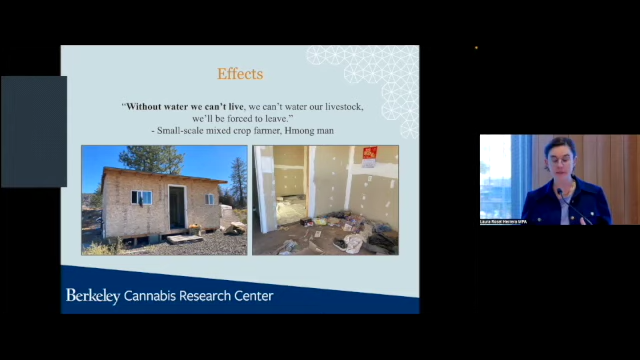 Effects
“Without water we can’t live, we can’t water our livestock,
we’ll be forced to leave.”
- Small-scale mixed crop farmer, Hmong man
Berkeley Cannabis Research Center